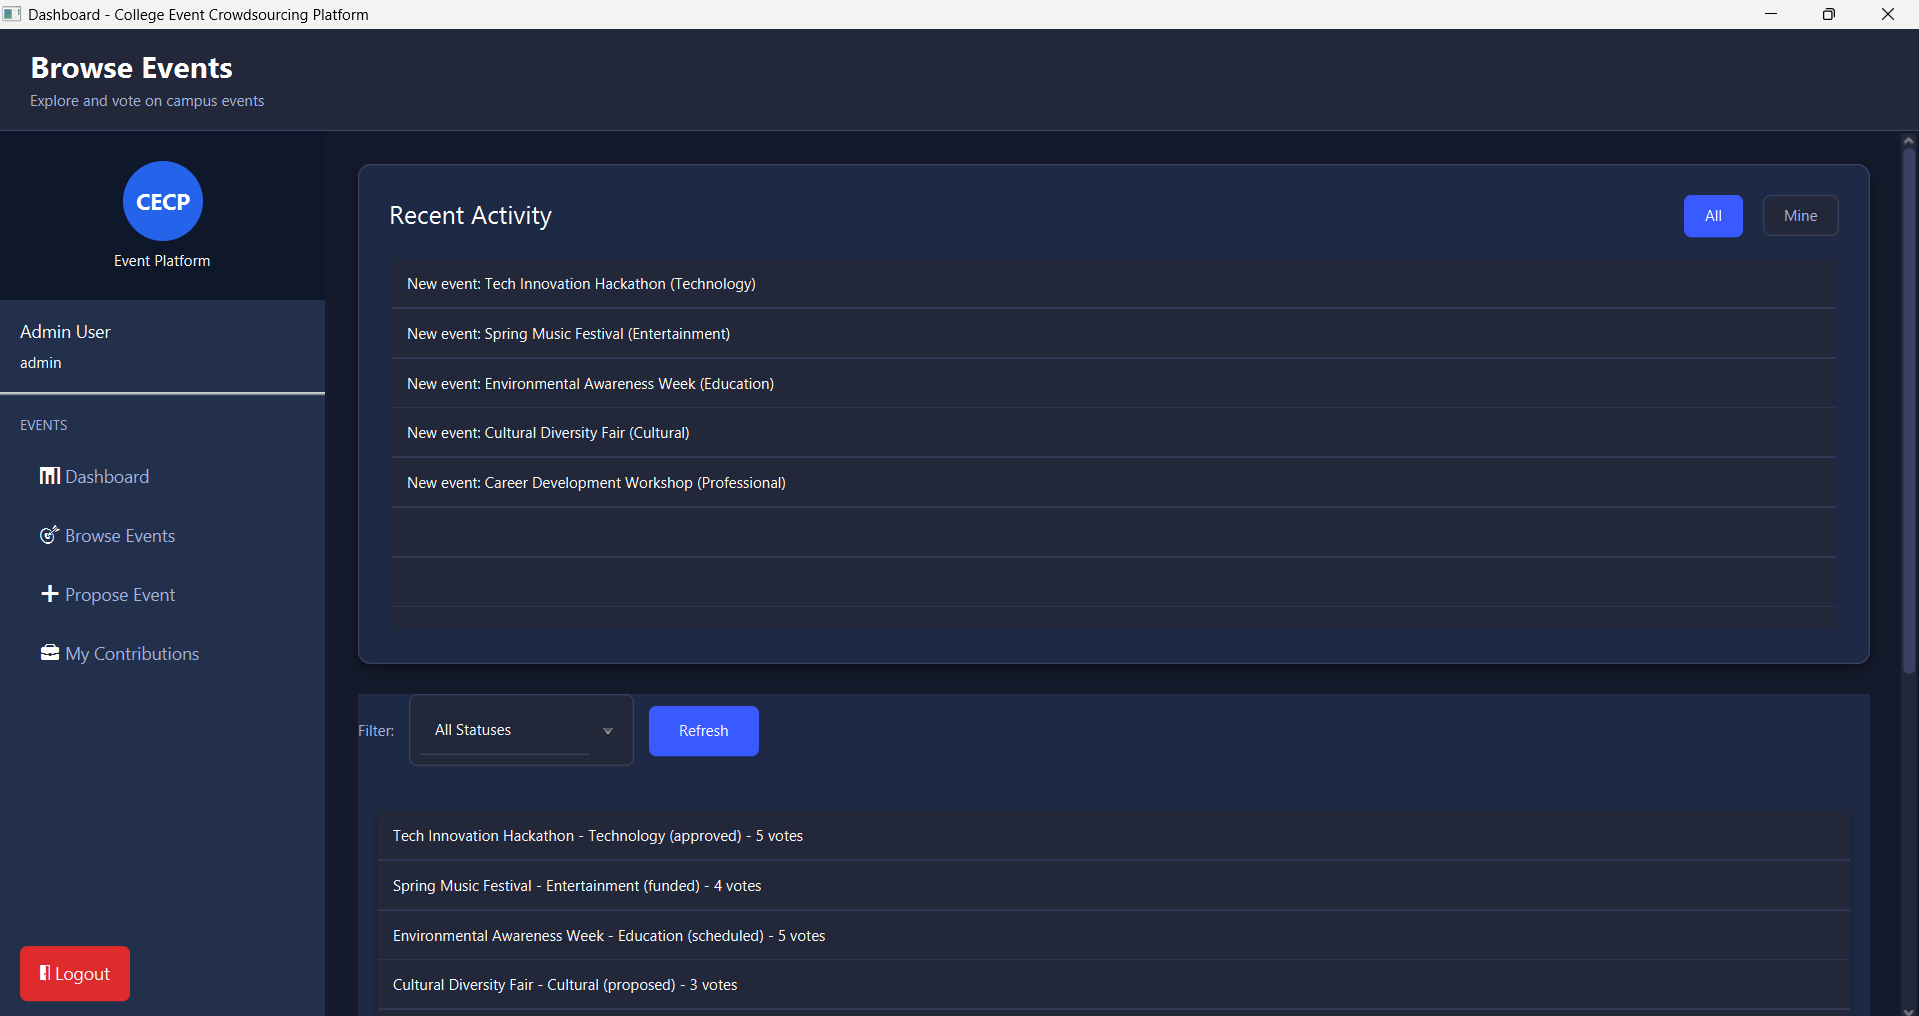 Dashboard - College Event Crowdsourcing Platform
Browse Events
Explore and vote on campus events
CECP
Event Platform
Admin User
admin
EVENTS
Dashboard
Browse Events
Propose Event
My Contributions
Logout
Recent Activity
All
Mine
New event: Tech Innovation Hackathon (Technology)
New event: Spring Music Festival (Entertainment)
New event: Environmental Awareness Week (Education)
New event: Cultural Diversity Fair (Cultural)
New event: Career Development Workshop (Professional)
Filter:
All Statuses
Refresh
Tech Innovation Hackathon - Technology (approved) - 5 votes
Spring Music Festival - Entertainment (funded) - 4 votes
Environmental Awareness Week - Education (scheduled) - 5 votes
Cultural Diversity Fair - Cultural (proposed) - 3 votes